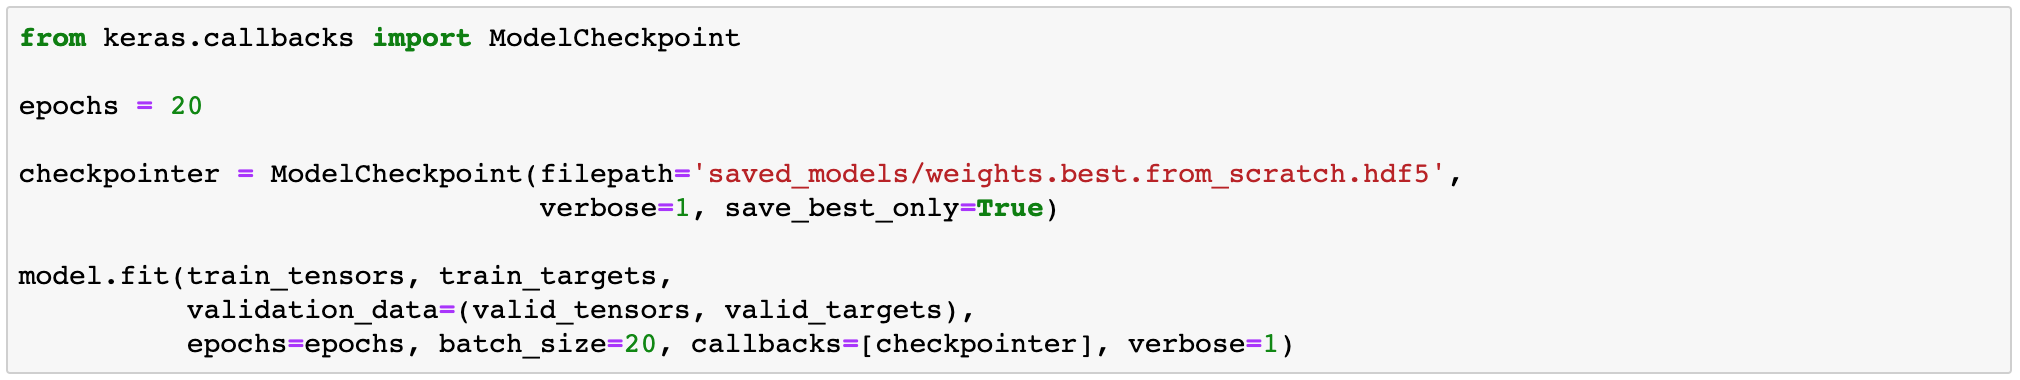 from keras.callbacks import ModelCheckpoint
epochs = 20
checkpointer = ModelCheckpoint(filepath='saved_models/weights.best.from_scratch.hdf5',
                               verbose=1, save_best_only=True)
model.fit(train_tensors, train_targets,
          validation_data=(valid_tensors, valid_targets),
          epochs=epochs, batch_size=20, callbacks=[checkpointer], verbose=1)